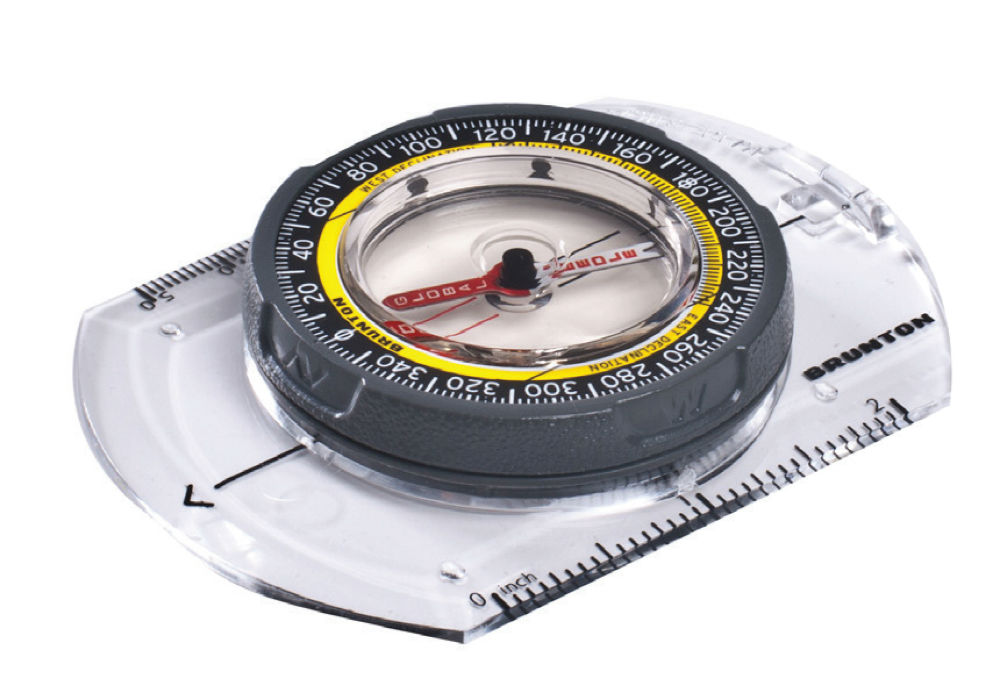 80 100 120 140 160 180 200 220 240 260 280 300 320 340 0 20 40 60
WEST DECLINATION
EAST DECLINATION
BRUNTON
GLOBAL
N
W
BRUNTON
0 inch
2